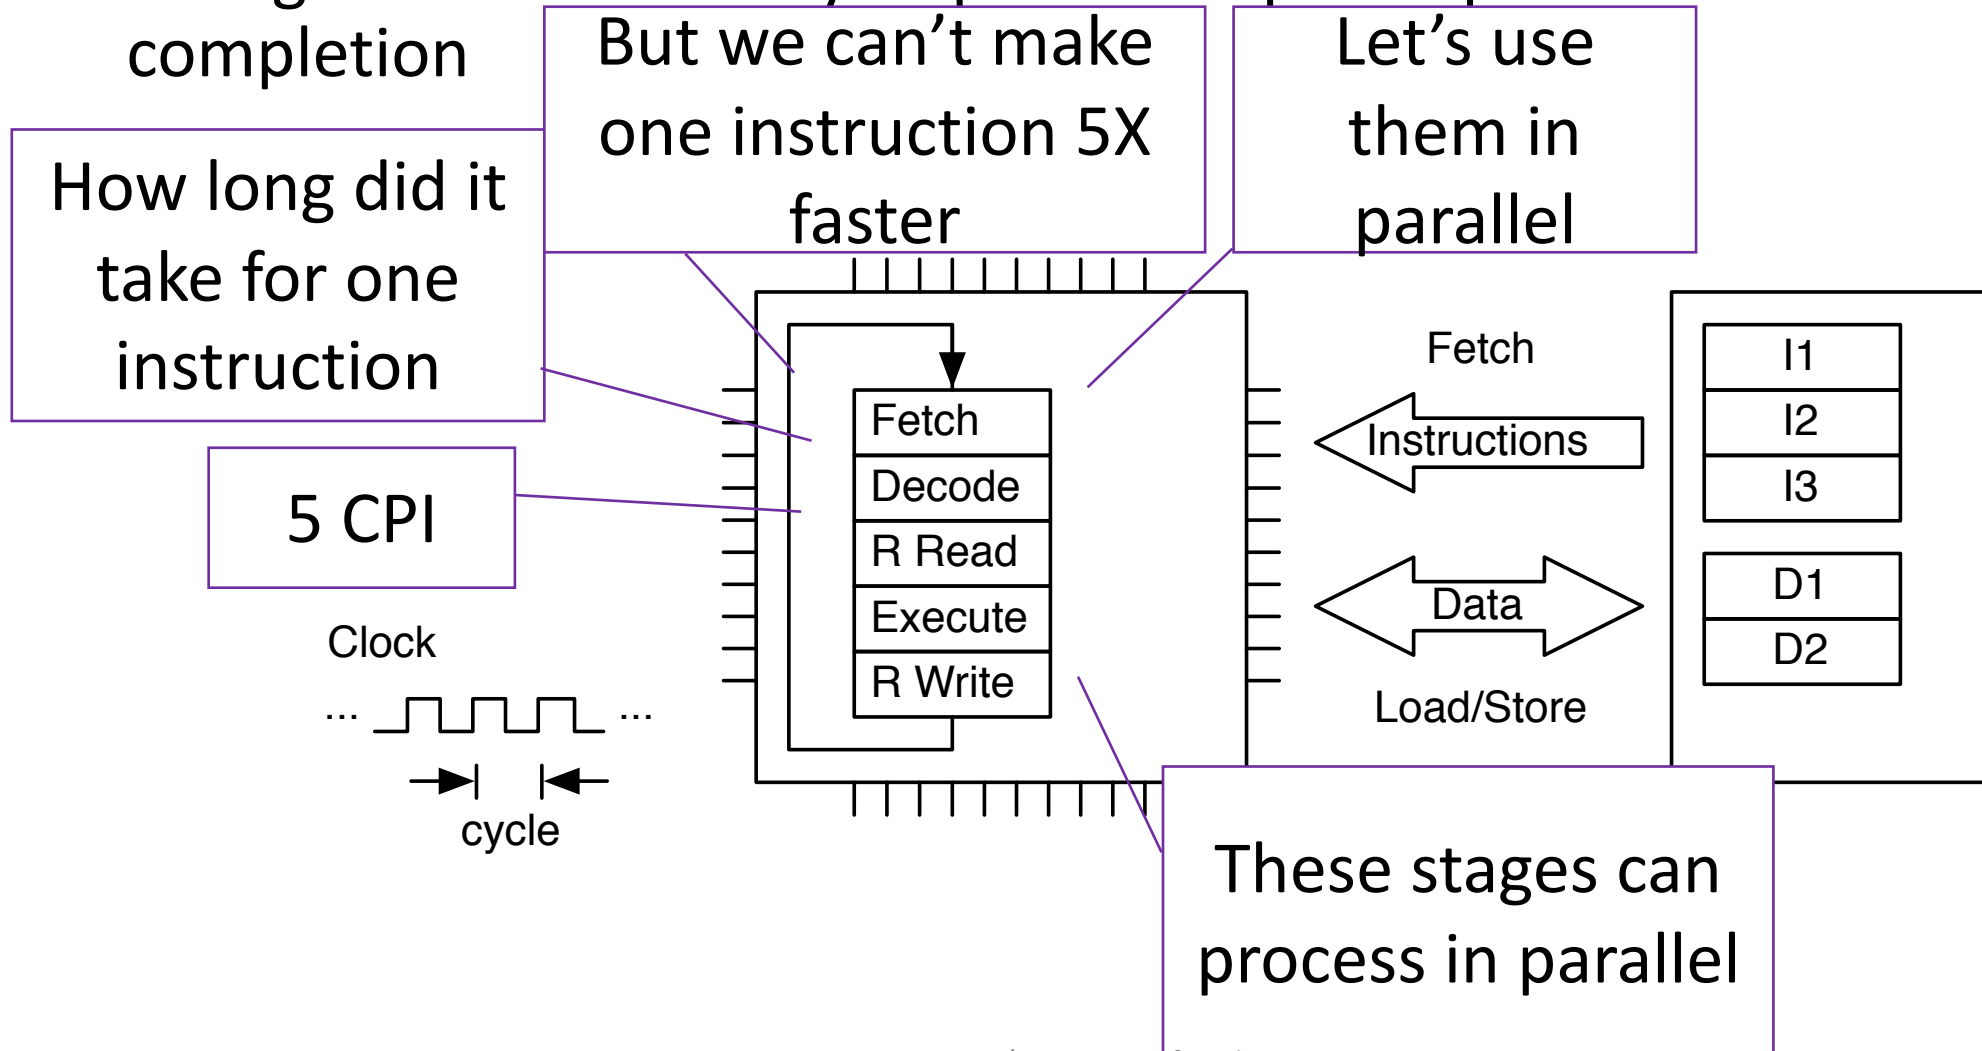 completion
But we can’t make
one instruction 5X
faster
Let’s use
them in
parallel
How long did it
take for one
instruction
5 CPI
Clock
... ...
cycle
Fetch
Decode
R Read
Execute
R Write
Fetch
Instructions
Data
Load/Store
I1
I2
I3
D1
D2
These stages can
process in parallel